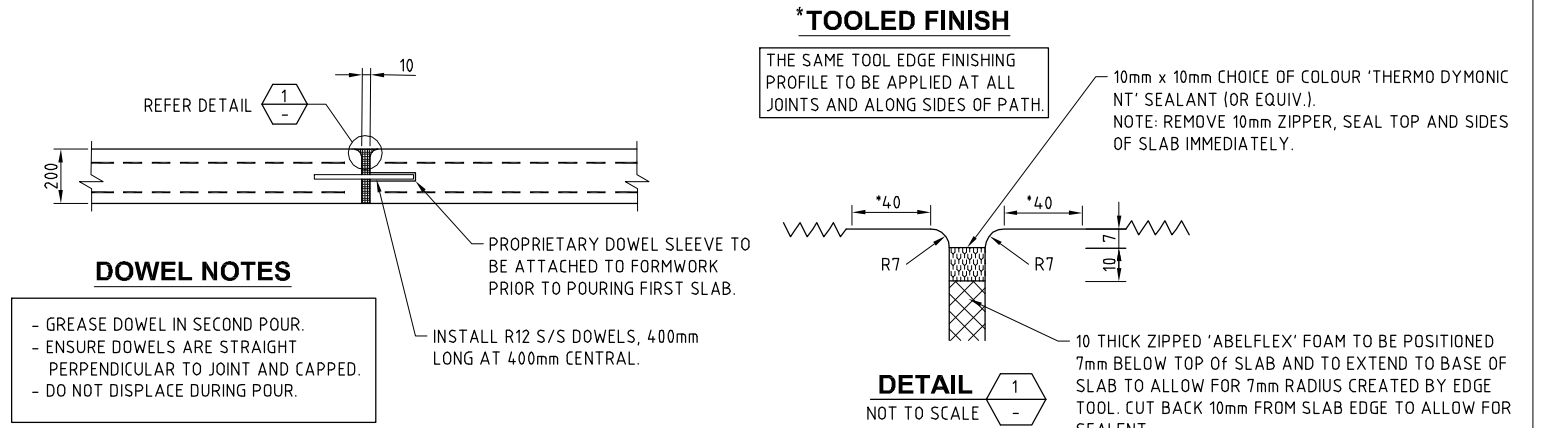 *TOOLED FINISH
THE SAME TOOL EDGE FINISHING
PROFILE TO BE APPLIED AT ALL
JOINTS AND ALONG SIDES OF PATH.
10
REFER DETAIL
1
-
200
PROPRIETARY DOWEL SLEEVE TO
BE ATTACHED TO FORMWORK
PRIOR TO POURING FIRST SLAB.
INSTALL R12 S/S DOWELS, 400mm
LONG AT 400mm CENTRAL.
DOWEL NOTES
- GREASE DOWEL IN SECOND POUR.
- ENSURE DOWELS ARE STRAIGHT
PERPENDICULAR TO JOINT AND CAPPED.
- DO NOT DISPLACE DURING POUR.
10mm x 10mm CHOICE OF COLOUR 'THERMO DYMONIC
NT' SEALANT (OR EQUIV.).
NOTE: REMOVE 10mm ZIPPER, SEAL TOP AND SIDES
OF SLAB IMMEDIATELY.
*40
*40
7
R7
R7
10
10 THICK ZIPPED 'ABELFLEX' FOAM TO BE POSITIONED
7mm BELOW TOP Of SLAB AND TO EXTEND TO BASE OF
SLAB TO ALLOW FOR 7mm RADIUS CREATED BY EDGE
TOOL. CUT BACK 10mm FROM SLAB EDGE TO ALLOW FOR
SEALENT
DETAIL
1
-
NOT TO SCALE